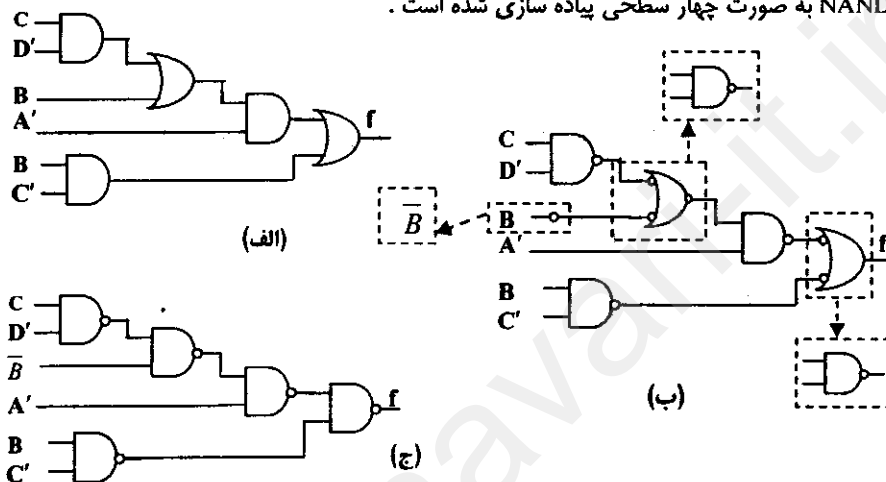 NAND به صورت چهار سطحی پیاده سازی شده است .
C
D'
B
A'
B
C'
f
(الف)
C
D'
B
B̅
A'
B
C'
f
(ب)
C
D'
B̅
A'
B
C'
f
(ج)